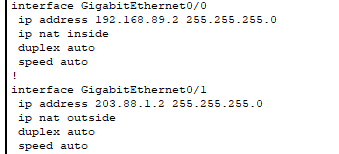 interface GigabitEthernet0/0
 ip address 192.168.89.2 255.255.255.0
 ip nat inside
 duplex auto
 speed auto
!
interface GigabitEthernet0/1
 ip address 203.88.1.2 255.255.255.0
 ip nat outside
 duplex auto
 speed auto